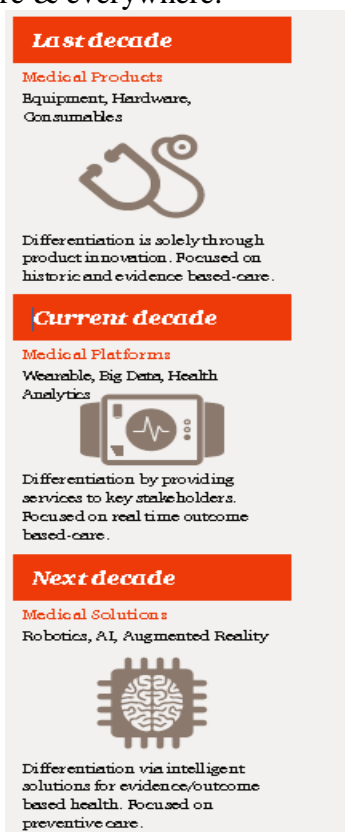 re & everywhere.
Last decade
Medical Products
Equipment, Hardware,
Consumables
Differentiation is solely through
product innovation. Focused on
historic and evidence based-care.
Current decade
Medical Platforms
Wearable, Big Data, Health
Analytics
Differentiation by providing
services to key stakeholders.
Focused on real time outcome
based-care.
Next decade
Medical Solutions
Robotics, AI, Augmented Reality
Differentiation via intelligent
solutions for evidence/outcome
based health. Focused on
preventive care.